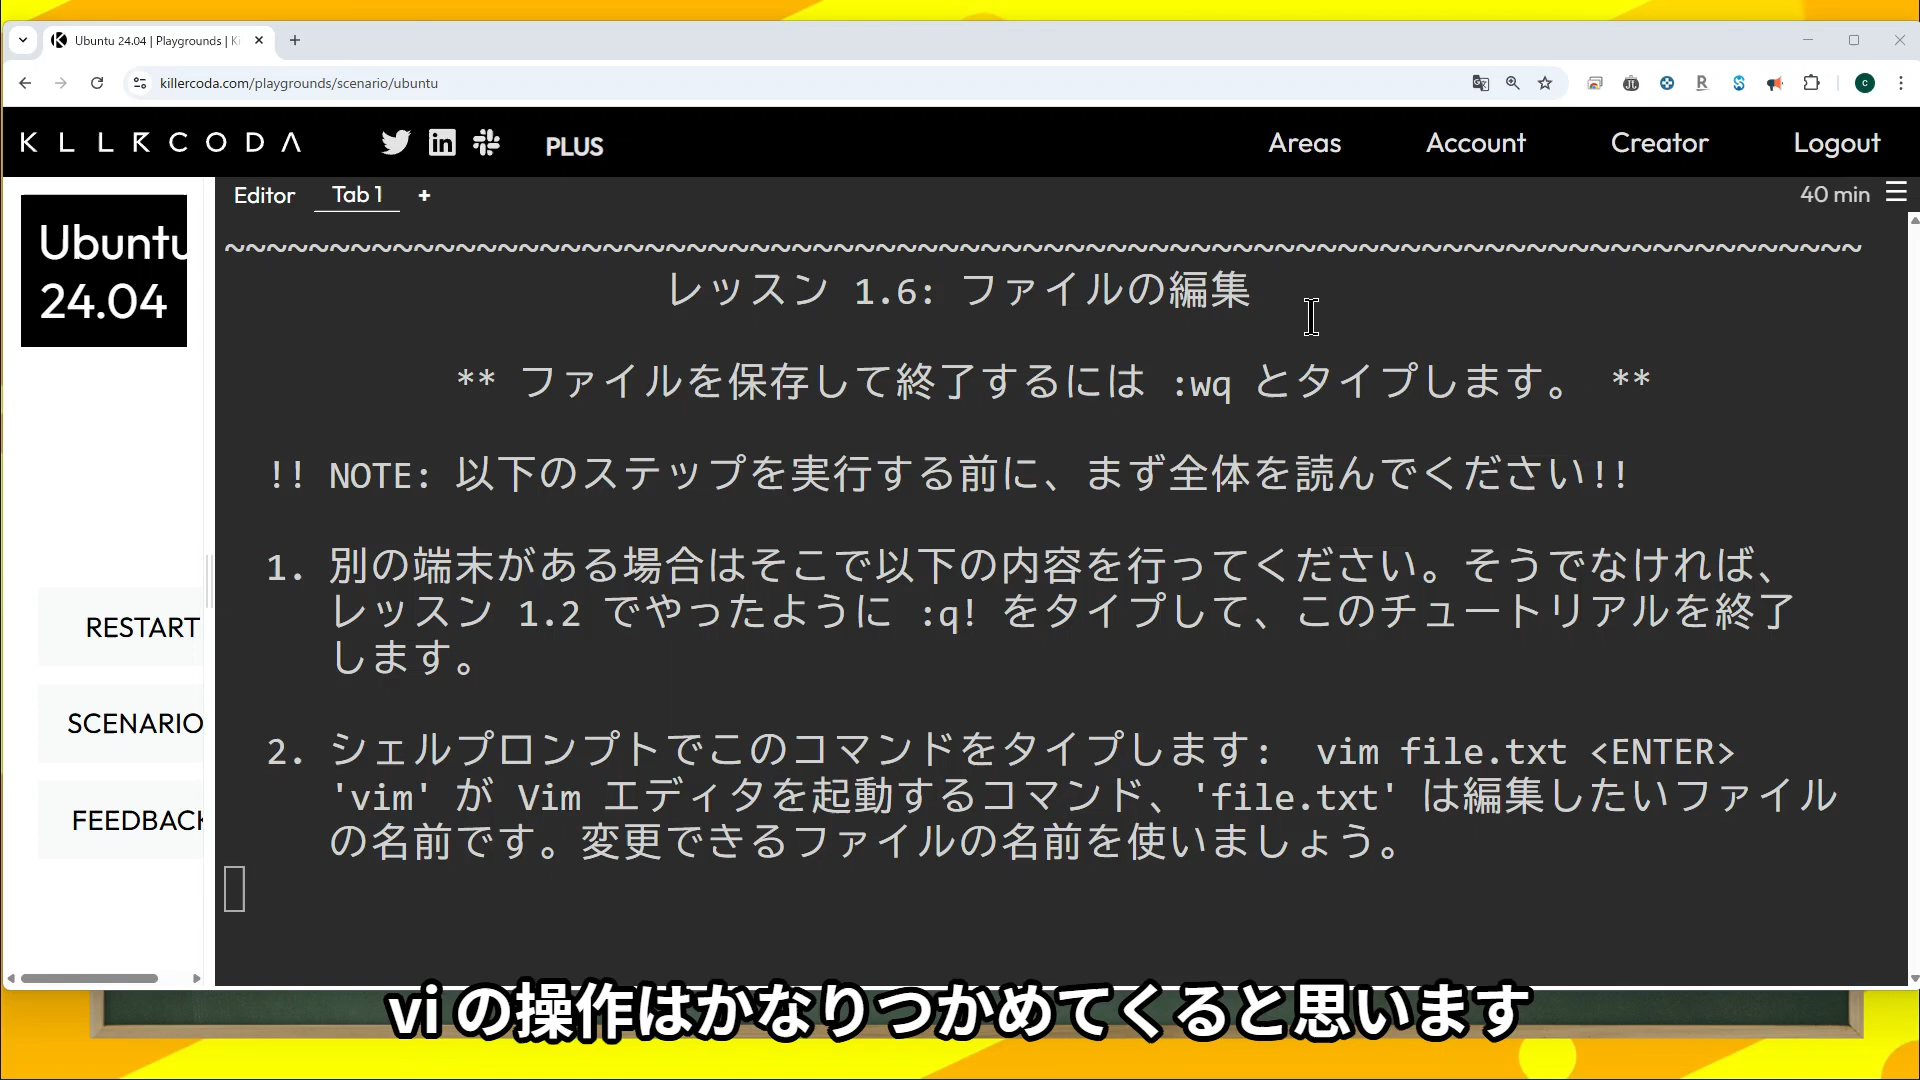 Ubuntu 24.04 | Playgrounds | Ki
killercoda.com/playgrounds/scenario/ubuntu
KLLRCODA
PLUS
Areas
Account
Creator
Logout
Ubuntu
24.04
RESTART
SCENARIO
FEEDBACK
Editor
Tab 1
+
40 min
~~~~~~~~~~~~~~~~~~~~~~~~~~~~~~~~~~~~~~~~~~~~~~~~~~~~~~~~~~~~~~~~~~~~~~~~~~~~~~
レッスン 1.6: ファイルの編集
** ファイルを保存して終了するには :wq とタイプします。 **
!! NOTE: 以下のステップを実行する前に、まず全体を読んでください!!
1. 別の端末がある場合はそこで以下の内容を行ってください。そうでなければ、
レッスン 1.2 でやったように :q! をタイプして、このチュートリアルを終了
します。
2. シェルプロンプトでこのコマンドをタイプします: vim file.txt <ENTER>
'vim' が Vim エディタを起動するコマンド、'file.txt' は編集したいファイル
の名前です。変更できるファイルの名前を使いましょう。
vi の操作はかなりつかめてくると思います